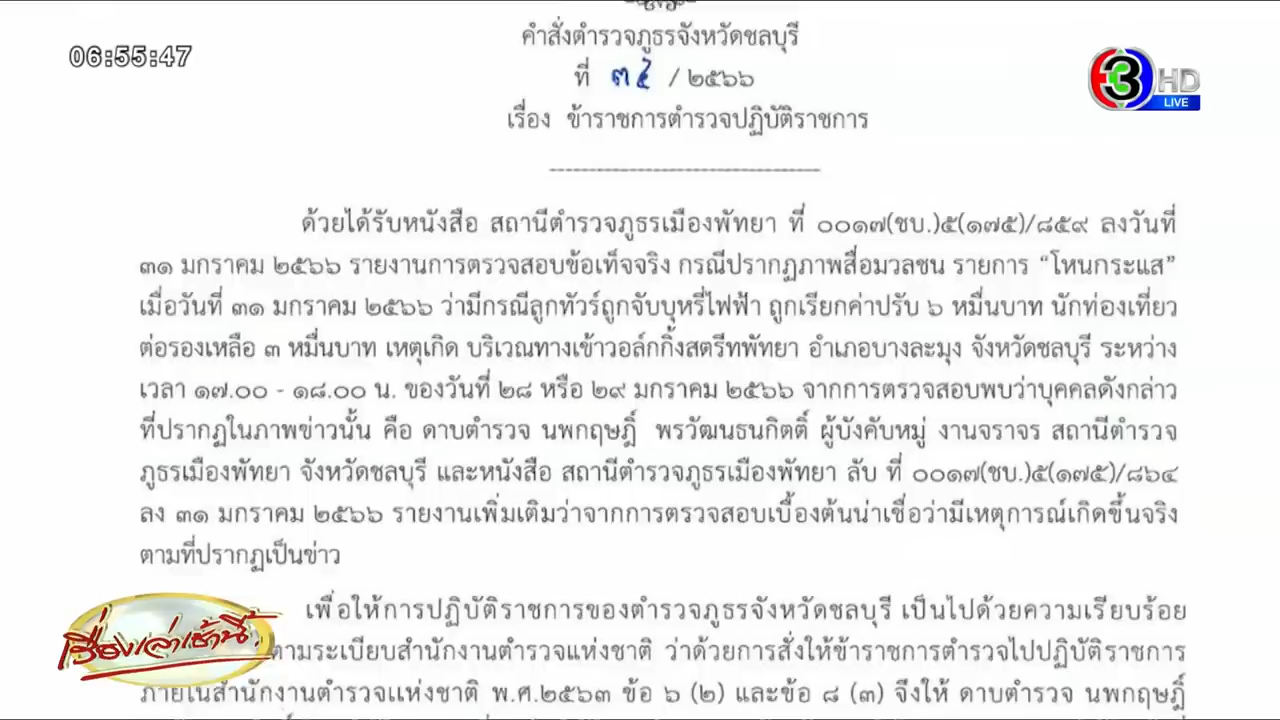 คำสั่งตำรวจภูธรจังหวัดชลบุรี
06:55:47
ที่ ๓๔ / ๒๕๖๖
3 HD
LIVE
เรื่อง ข้าราชการตำรวจปฏิบัติราชการ
ด้วยได้รับหนังสือ สถานีตำรวจภูธรเมืองพัทยา ที่ ๐๐๑๗(ชบ.)๕(๑๗๕)/๘๕๙ ลงวันที่
๓๑ มกราคม ๒๕๖๖ รายงานการตรวจสอบข้อเท็จจริง กรณีปรากฏภาพสื่อมวลชน รายการ “โหนกระแส”
เมื่อวันที่ ๓๑ มกราคม ๒๕๖๖ ว่ามีกรณีลูกทัวร์ถูกจับบุหรี่ไฟฟ้า ถูกเรียกค่าปรับ ๖ หมื่นบาท นักท่องเที่ยว
ต่อรองเหลือ ๓ หมื่นบาท เหตุเกิด บริเวณทางเข้าวอล์กกิ้งสตรีทพัทยา อำเภอบางละมุง จังหวัดชลบุรี ระหว่าง
เวลา ๑๗.๐๐ - ๑๘.๐๐ น. ของวันที่ ๒๘ หรือ ๒๙ มกราคม ๒๕๖๖ จากการตรวจสอบพบว่าบุคคลดังกล่าว
ที่ปรากฏในภาพข่าวนั้น คือ ดาบตำรวจ นพกฤษฎิ์ พรวัฒนธนกิตติ์ ผู้บังคับหมู่ งานจราจร สถานีตำรวจ
ภูธรเมืองพัทยา จังหวัดชลบุรี และหนังสือ สถานีตำรวจภูธรเมืองพัทยา ลับ ที่ ๐๐๑๗(ชบ.)๕(๑๗๕)/๘๖๔
ลง ๓๑ มกราคม ๒๕๖๖ รายงานเพิ่มเติมว่าจากการตรวจสอบเบื้องต้นน่าเชื่อว่ามีเหตุการณ์เกิดขึ้นจริง
ตามที่ปรากฏเป็นข่าว
เพื่อให้การปฏิบัติราชการของตำรวจภูธรจังหวัดชลบุรี เป็นไปด้วยความเรียบร้อย
เรื่องเล่าเช้านี้
ตามระเบียบสำนักงานตำรวจแห่งชาติ ว่าด้วยการสั่งให้ข้าราชการตำรวจไปปฏิบัติราชการ
ภายในสำนักงานตำรวจแห่งชาติ พ.ศ.๒๕๖๓ ข้อ ๖ (๒) และข้อ ๘ (๓) จึงให้ ดาบตำรวจ นพกฤษฎิ์